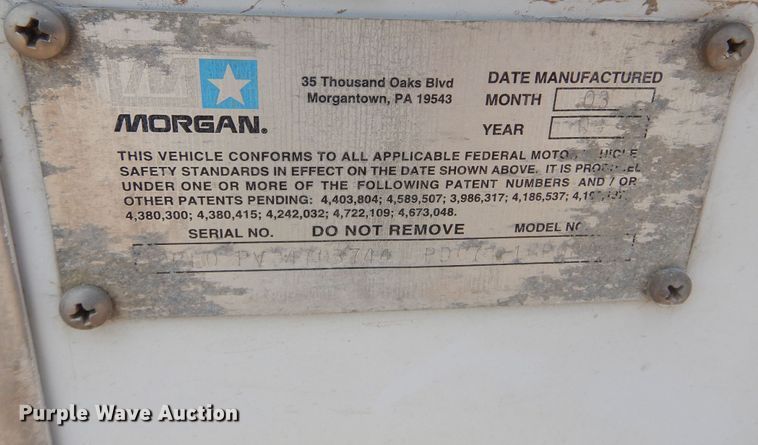 MORGAN.
35 Thousand Oaks Blvd
Morgantown, PA 19543
DATE MANUFACTURED
MONTH 03
YEAR
THIS VEHICLE CONFORMS TO ALL APPLICABLE FEDERAL
SAFETY STANDARDS IN EFFECT ON THE DATE SHOWN ABOVE. IT IS
UNDER ONE OR MORE OF THE FOLLOWING PATENT NUMBERS AND / OR
OTHER PATENTS PENDING: 4,403,804; 4,589,507; 3,986,317; 4,186,537;
4,380,300; 4,380,415; 4,242,032; 4,722,109; 4,673,048.
SERIAL NO. DO NOT REMOVE MODEL
Purple Wave Auction